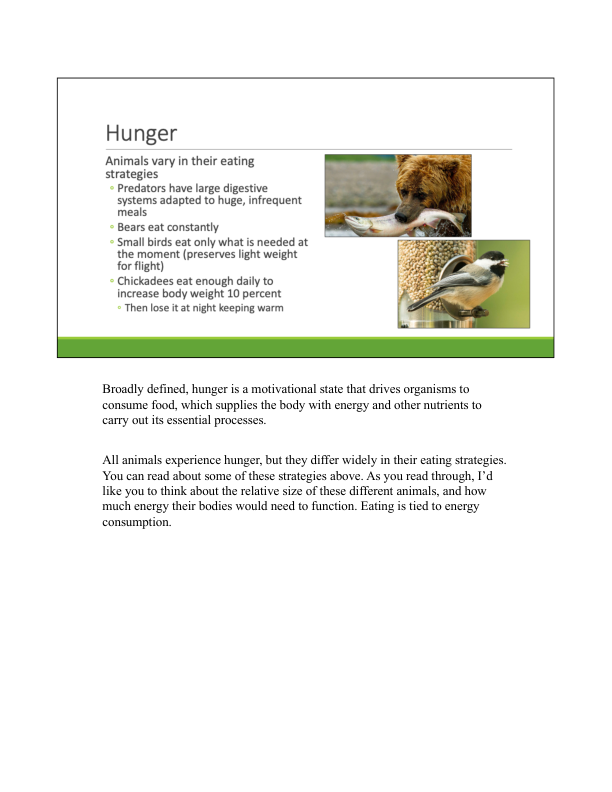 Hunger
Animals vary in their eating
strategies
◦ Predators have large digestive
systems adapted to huge, infrequent
meals
◦ Bears eat constantly
◦ Small birds eat only what is needed at
the moment (preserves light weight
for flight)
◦ Chickadees eat enough daily to
increase body weight 10 percent
◦ Then lose it at night keeping warm
Broadly defined, hunger is a motivational state that drives organisms to
consume food, which supplies the body with energy and other nutrients to
carry out its essential processes.
All animals experience hunger, but they differ widely in their eating strategies.
You can read about some of these strategies above. As you read through, I’d
like you to think about the relative size of these different animals, and how
much energy their bodies would need to function. Eating is tied to energy
consumption.